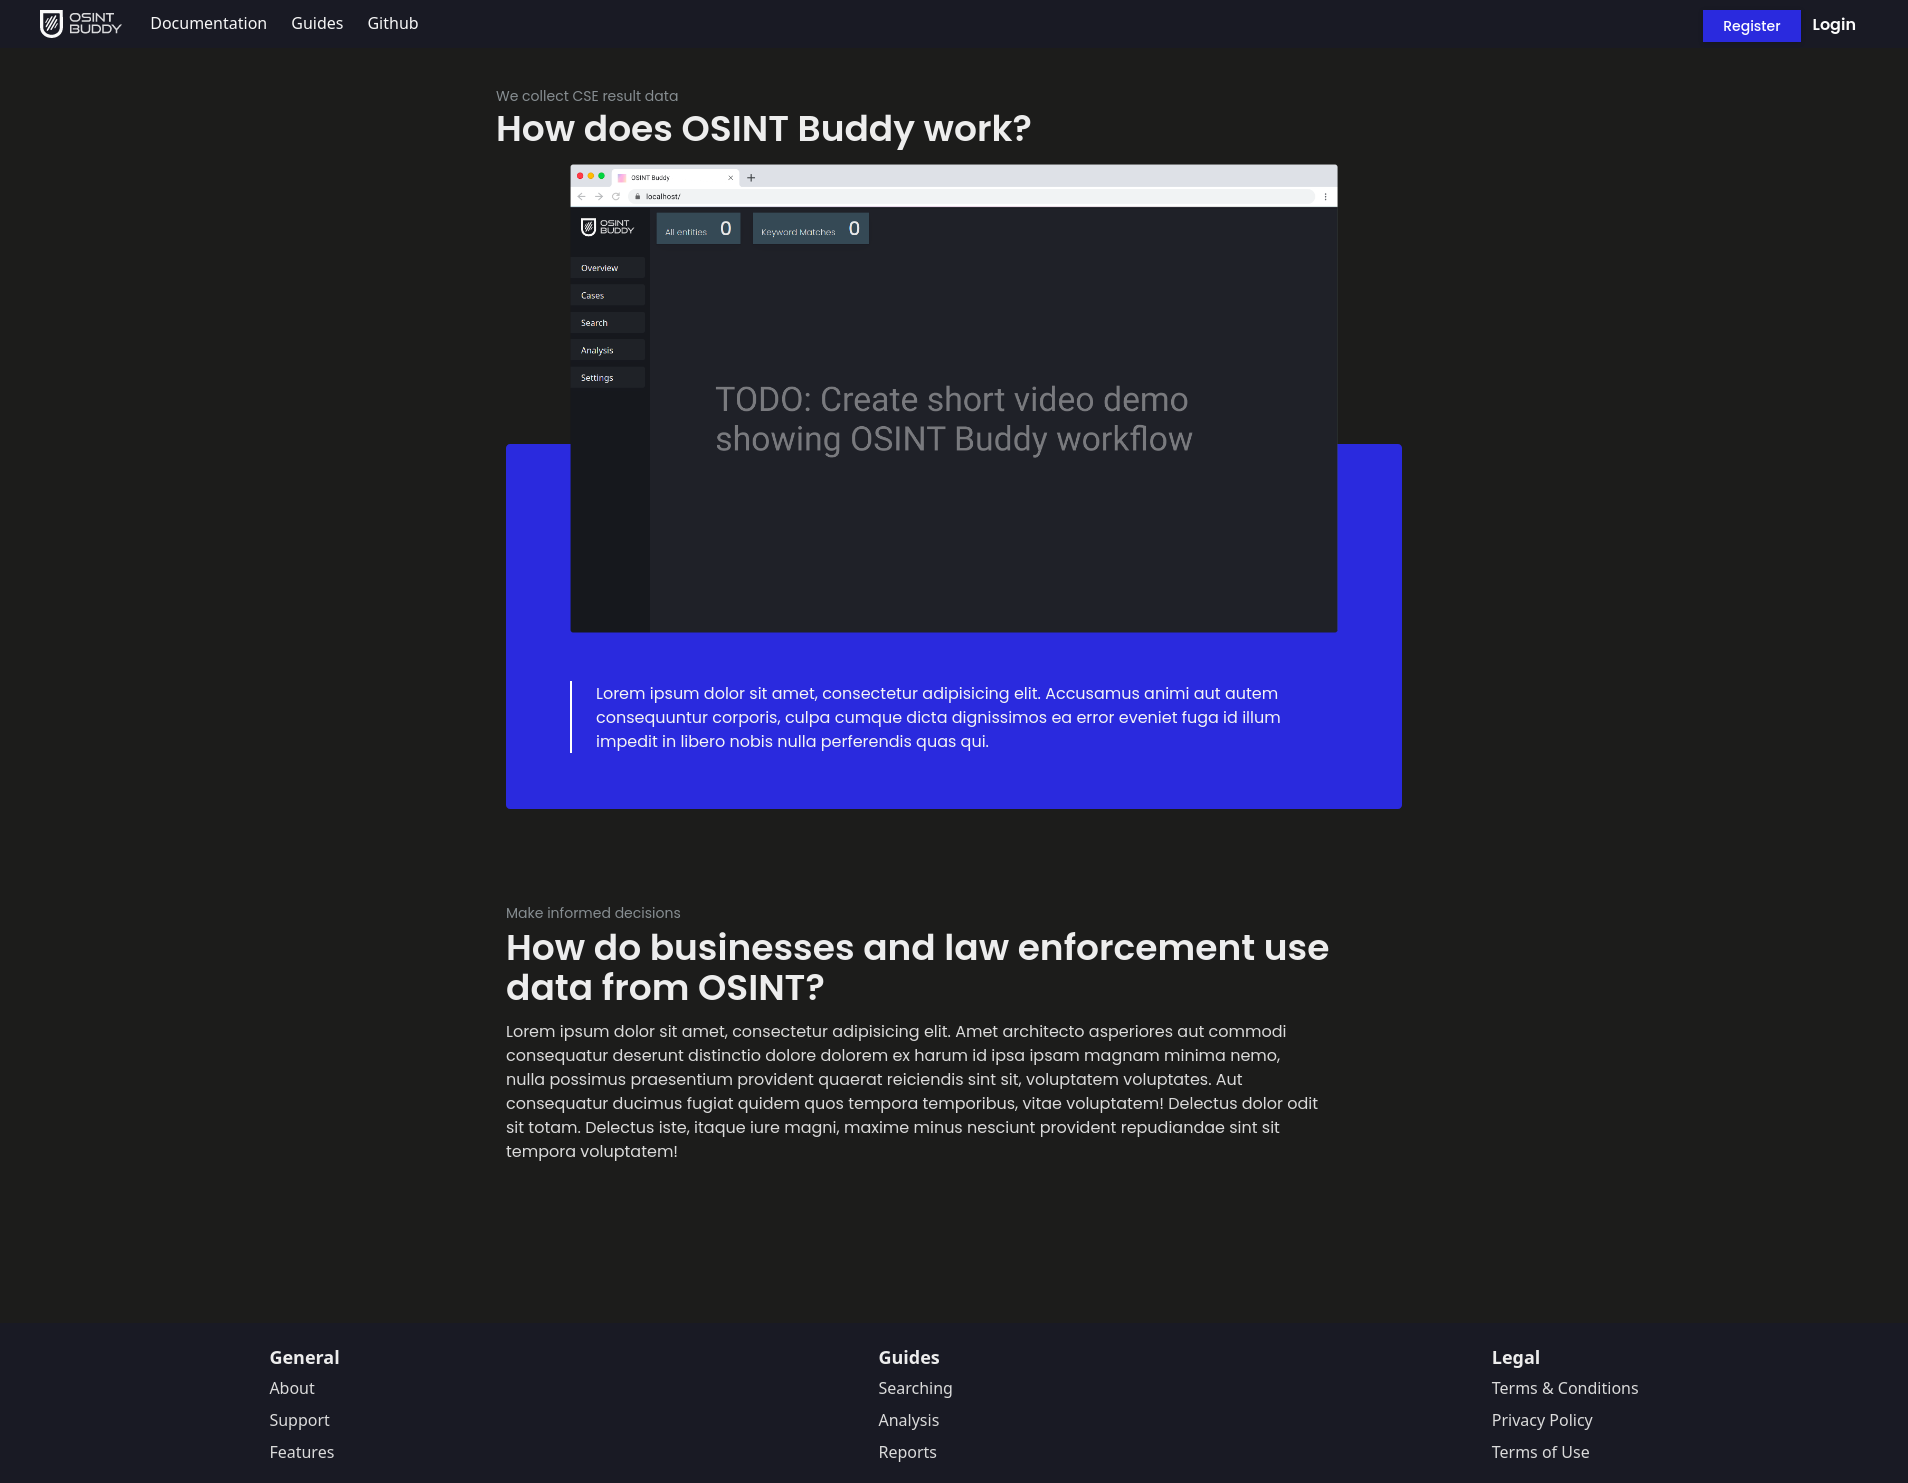 OSINT
BUDDY
Documentation
Guides
Github
Register
Login
We collect CSE result data
How does OSINT Buddy work?
OSINT Buddy
localhost/
OSINT
BUDDY
All entities 0
Keyword Matches 0
Overview
Cases
Search
Analysis
Settings
TODO: Create short video demo
showing OSINT Buddy workflow
Lorem ipsum dolor sit amet, consectetur adipisicing elit. Accusamus animi aut autem
consequuntur corporis, culpa cumque dicta dignissimos ea error eveniet fuga id illum
impedit in libero nobis nulla perferendis quas qui.
Make informed decisions
How do businesses and law enforcement use
data from OSINT?
Lorem ipsum dolor sit amet, consectetur adipisicing elit. Amet architecto asperiores aut commodi
consequatur deserunt distinctio dolore dolorem ex harum id ipsa ipsam magnam minima nemo,
nulla possimus praesentium provident quaerat reiciendis sint sit, voluptatem voluptates. Aut
consequatur ducimus fugiat quidem quos tempora temporibus, vitae voluptatem! Delectus dolor odit
sit totam. Delectus iste, itaque iure magni, maxime minus nesciunt provident repudiandae sint sit
tempora voluptatem!
General
About
Support
Features
Guides
Searching
Analysis
Reports
Legal
Terms & Conditions
Privacy Policy
Terms of Use